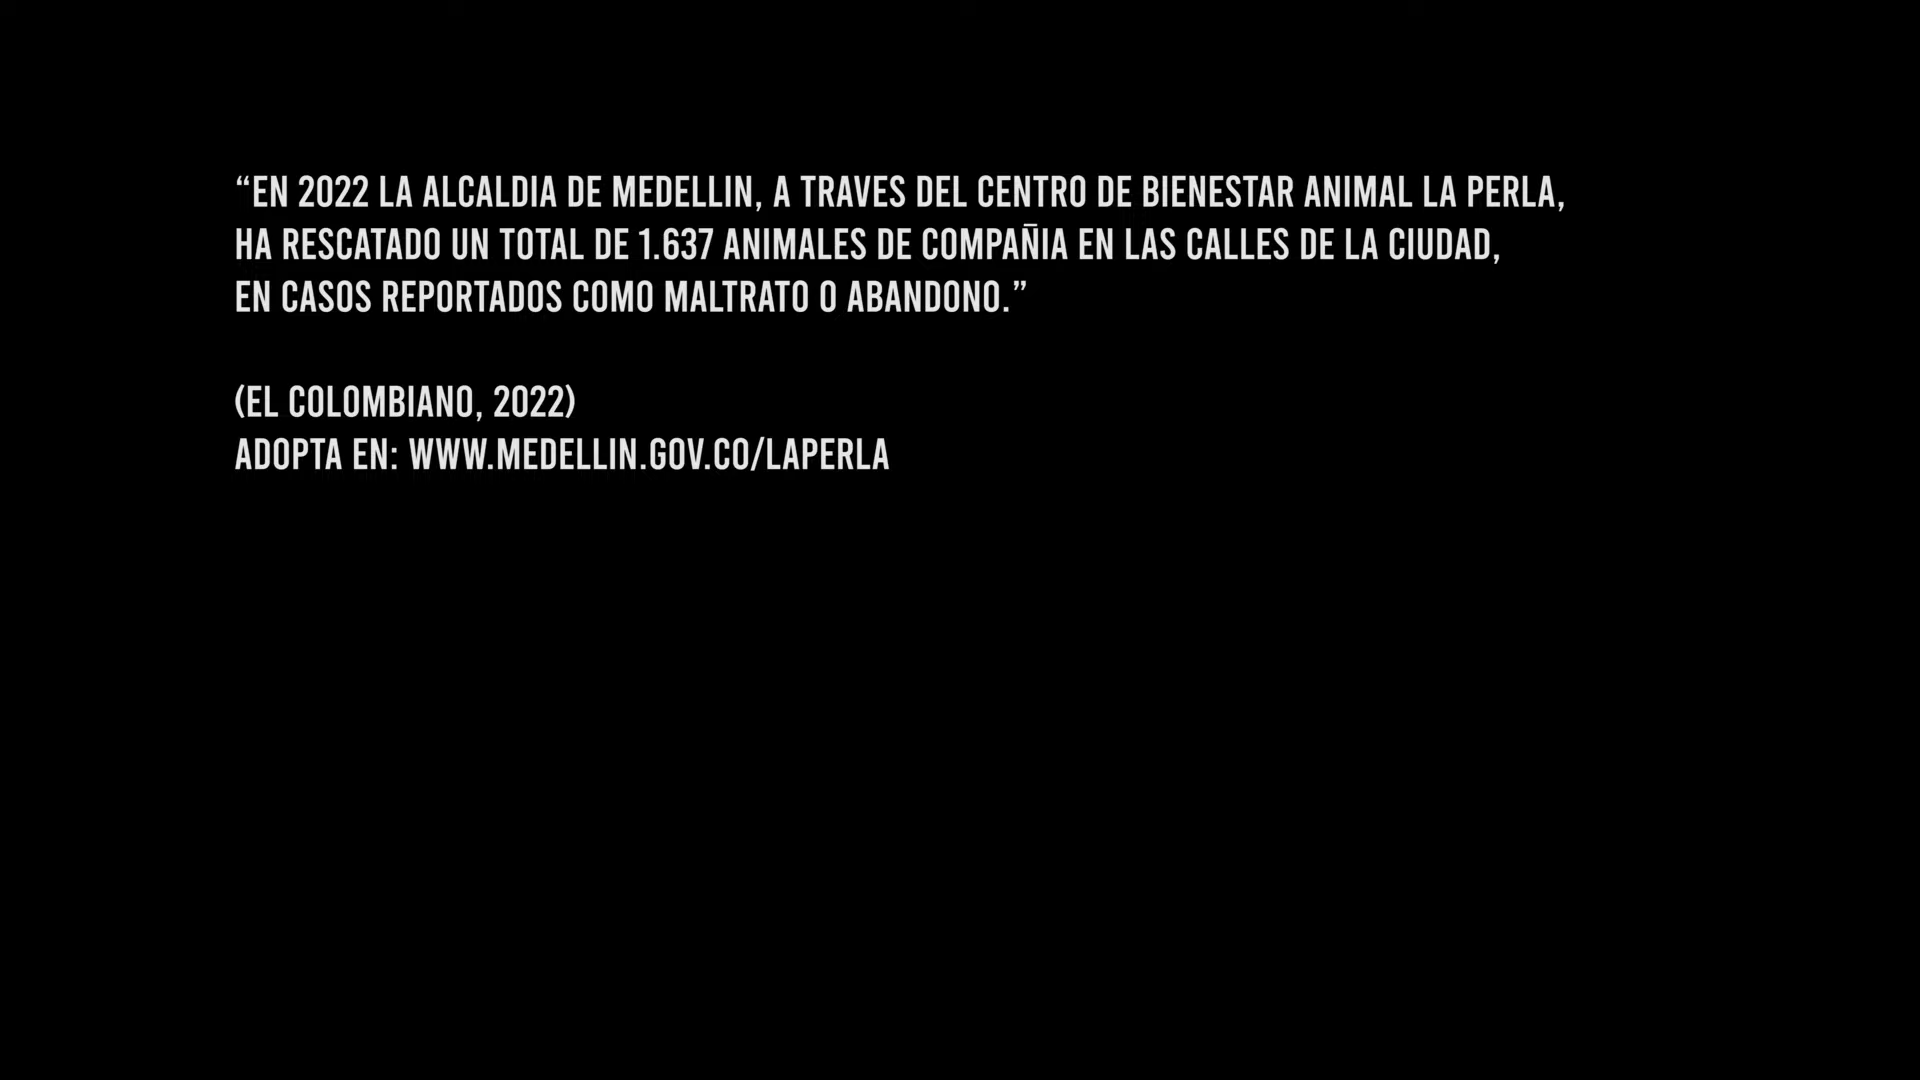 “EN 2022 LA ALCALDIA DE MEDELLIN, A TRAVES DEL CENTRO DE BIENESTAR ANIMAL LA PERLA,
HA RESCATADO UN TOTAL DE 1.637 ANIMALES DE COMPAÑIA EN LAS CALLES DE LA CIUDAD,
EN CASOS REPORTADOS COMO MALTRATO O ABANDONO.”
(EL COLOMBIANO, 2022)
ADOPTA EN: WWW.MEDELLIN.GOV.CO/LAPERLA